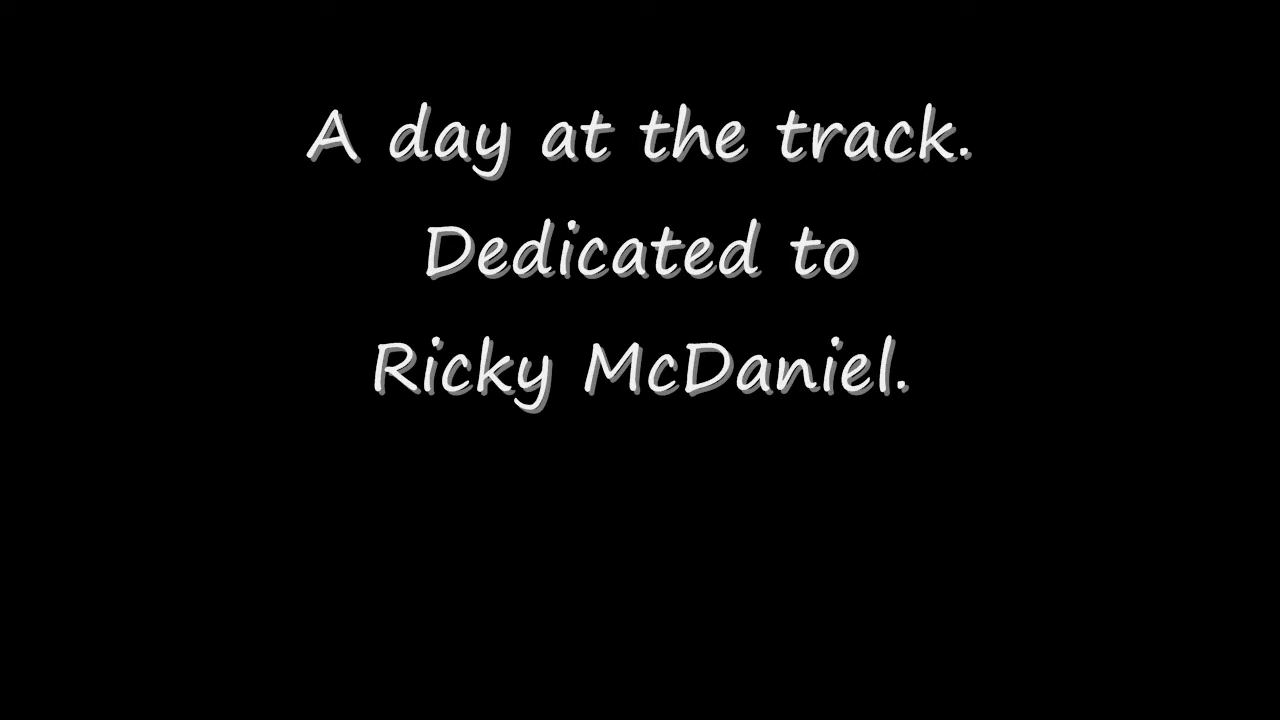 A day at the track.
Dedicated to
Ricky McDaniel.